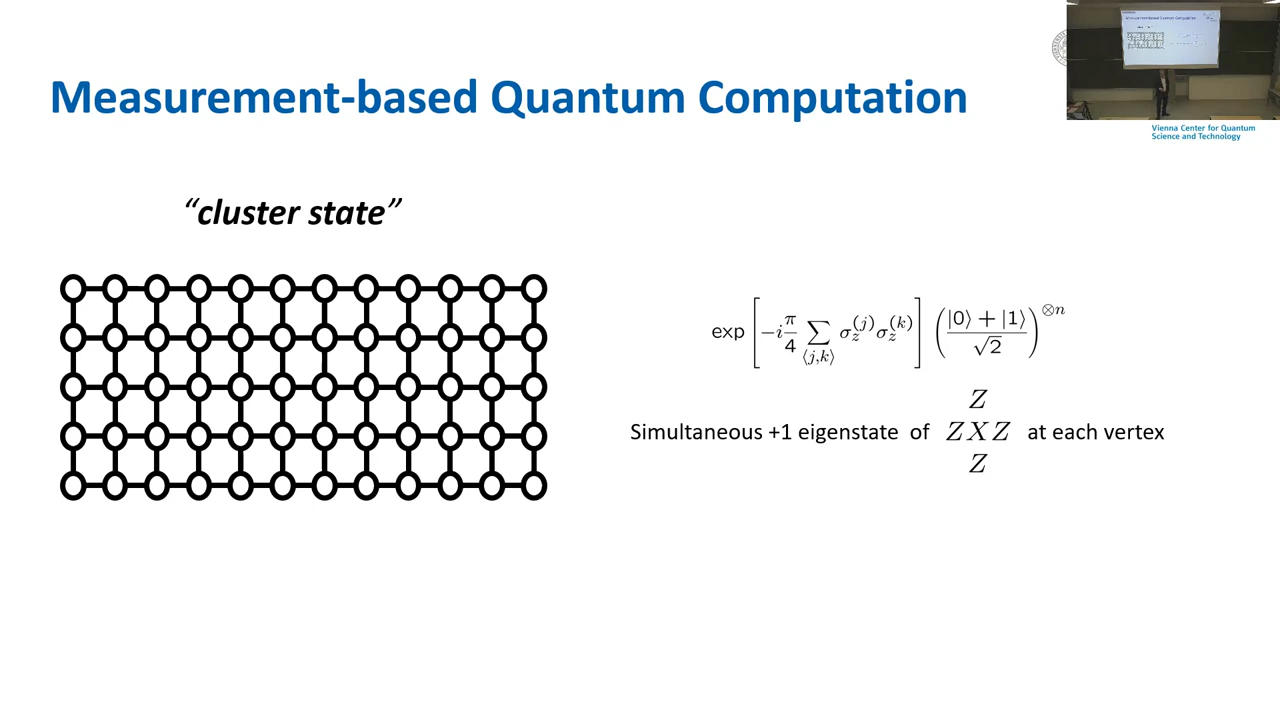 Measurement-based Quantum Computation
Vienna Center for Quantum
Science and Technology
“cluster state”
exp [ −i π/4 ∑⟨j,k⟩ σ_z^(j) σ_z^(k) ] ( (|0⟩ + |1⟩)/√2 )^⊗n
Z
Simultaneous +1 eigenstate of Z X Z at each vertex
Z